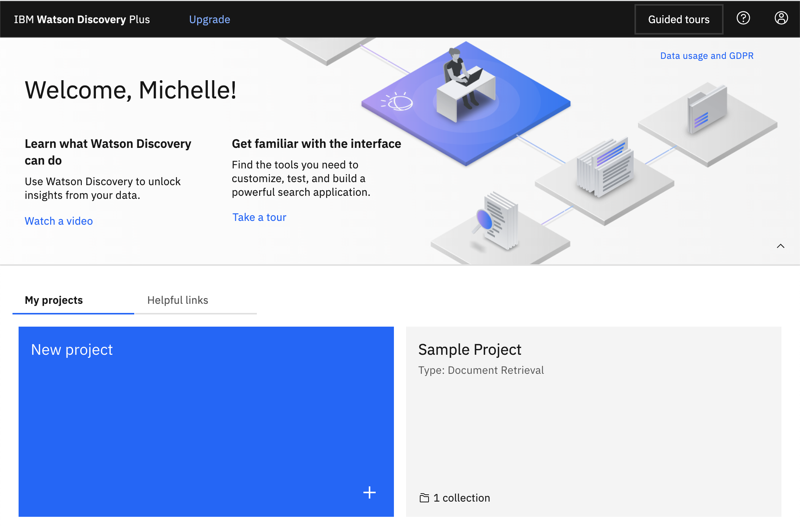 IBM Watson Discovery Plus
Upgrade
Guided tours
Data usage and GDPR
Welcome, Michelle!
Learn what Watson Discovery
can do
Use Watson Discovery to unlock
insights from your data.
Watch a video
Get familiar with the interface
Find the tools you need to
customize, test, and build a
powerful search application.
Take a tour
My projects
Helpful links
New project
Sample Project
Type: Document Retrieval
1 collection